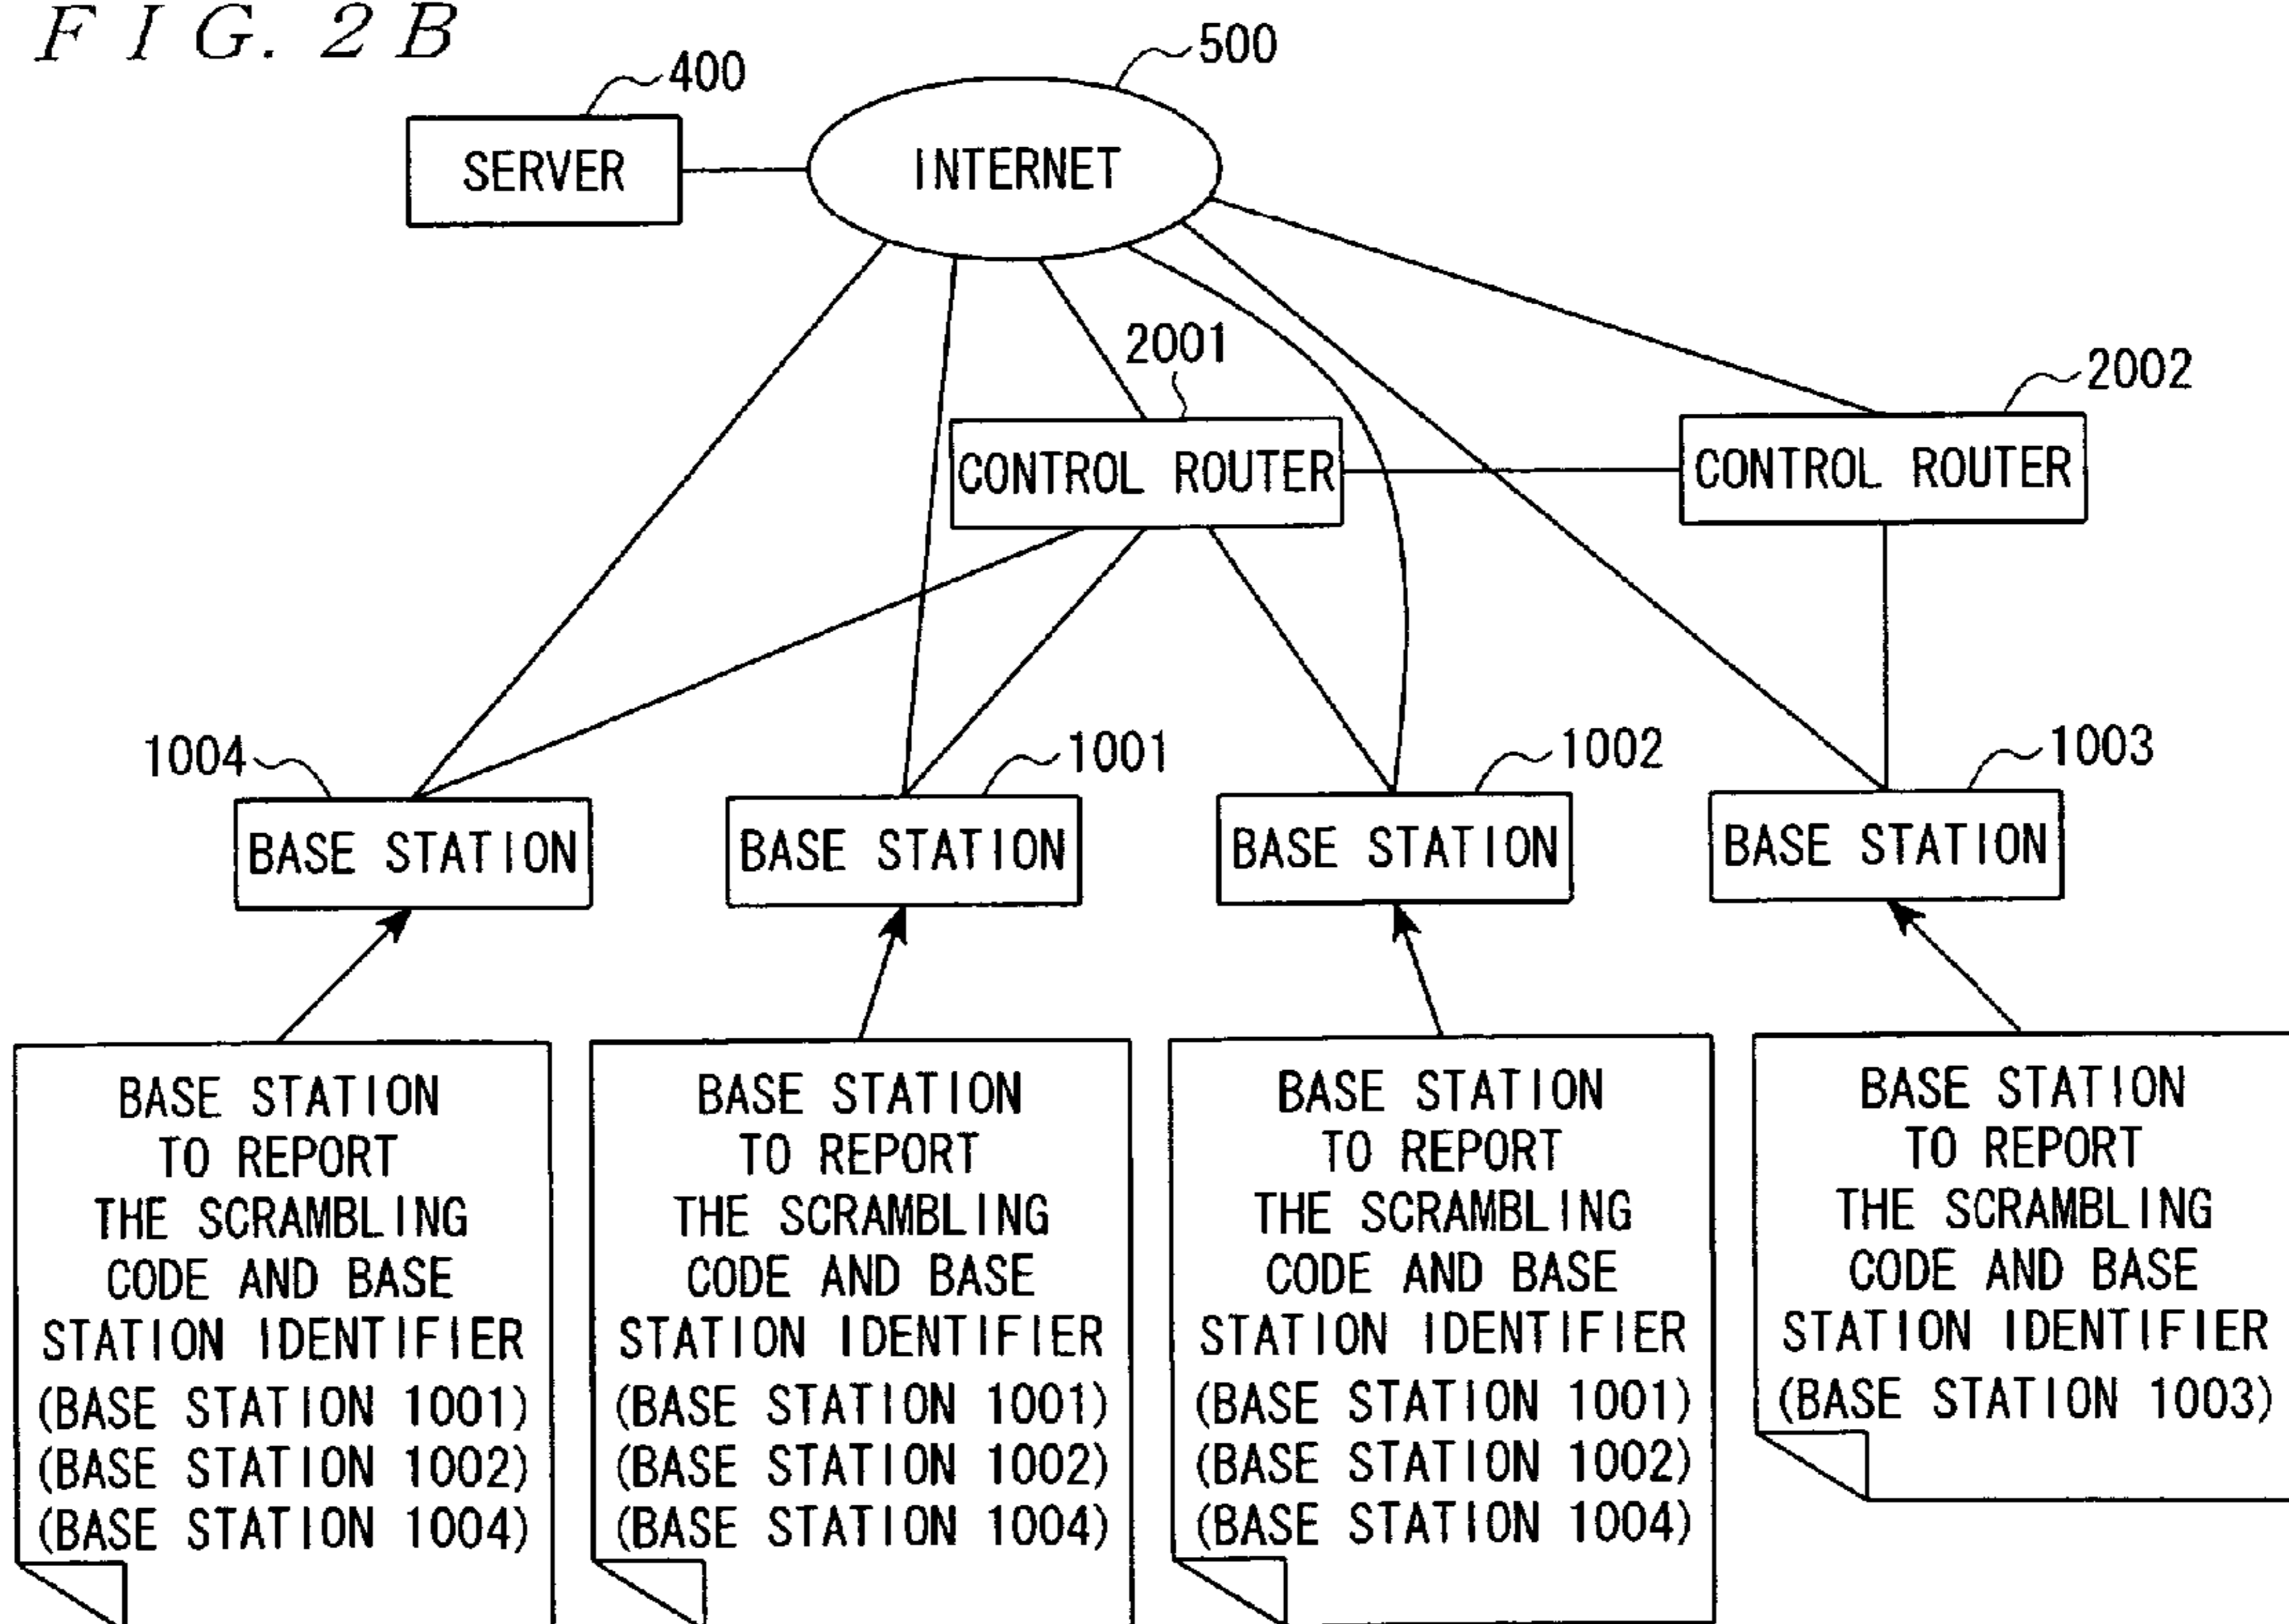 FIG. 2B
500
400
SERVER
INTERNET
2001
2002
CONTROL ROUTER
CONTROL ROUTER
1004
1001
1002
1003
BASE STATION
BASE STATION
BASE STATION
BASE STATION
BASE STATION
TO REPORT
THE SCRAMBLING
CODE AND BASE
STATION IDENTIFIER
(BASE STATION 1001)
(BASE STATION 1002)
(BASE STATION 1004)
BASE STATION
TO REPORT
THE SCRAMBLING
CODE AND BASE
STATION IDENTIFIER
(BASE STATION 1001)
(BASE STATION 1002)
(BASE STATION 1004)
BASE STATION
TO REPORT
THE SCRAMBLING
CODE AND BASE
STATION IDENTIFIER
(BASE STATION 1001)
(BASE STATION 1002)
(BASE STATION 1004)
BASE STATION
TO REPORT
THE SCRAMBLING
CODE AND BASE
STATION IDENTIFIER
(BASE STATION 1003)